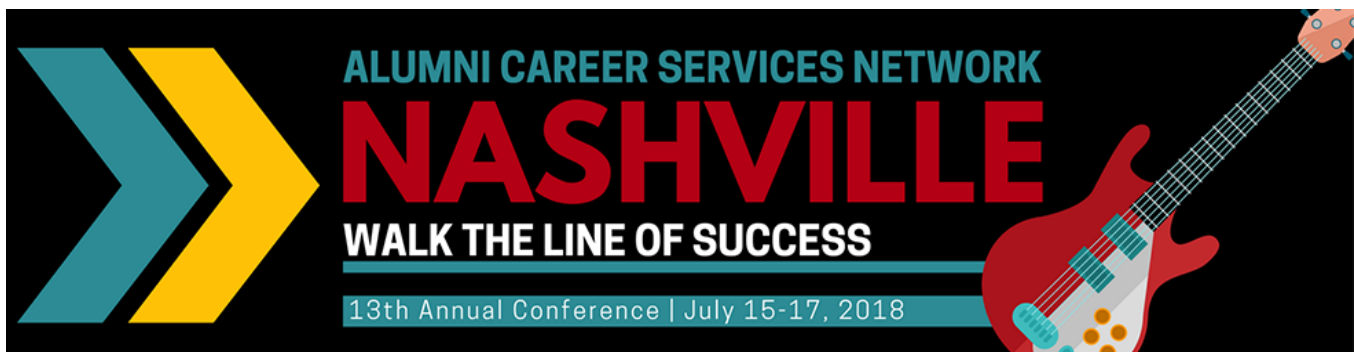 ALUMNI CAREER SERVICES NETWORK
NASHVILLE
WALK THE LINE OF SUCCESS
13th Annual Conference | July 15-17, 2018